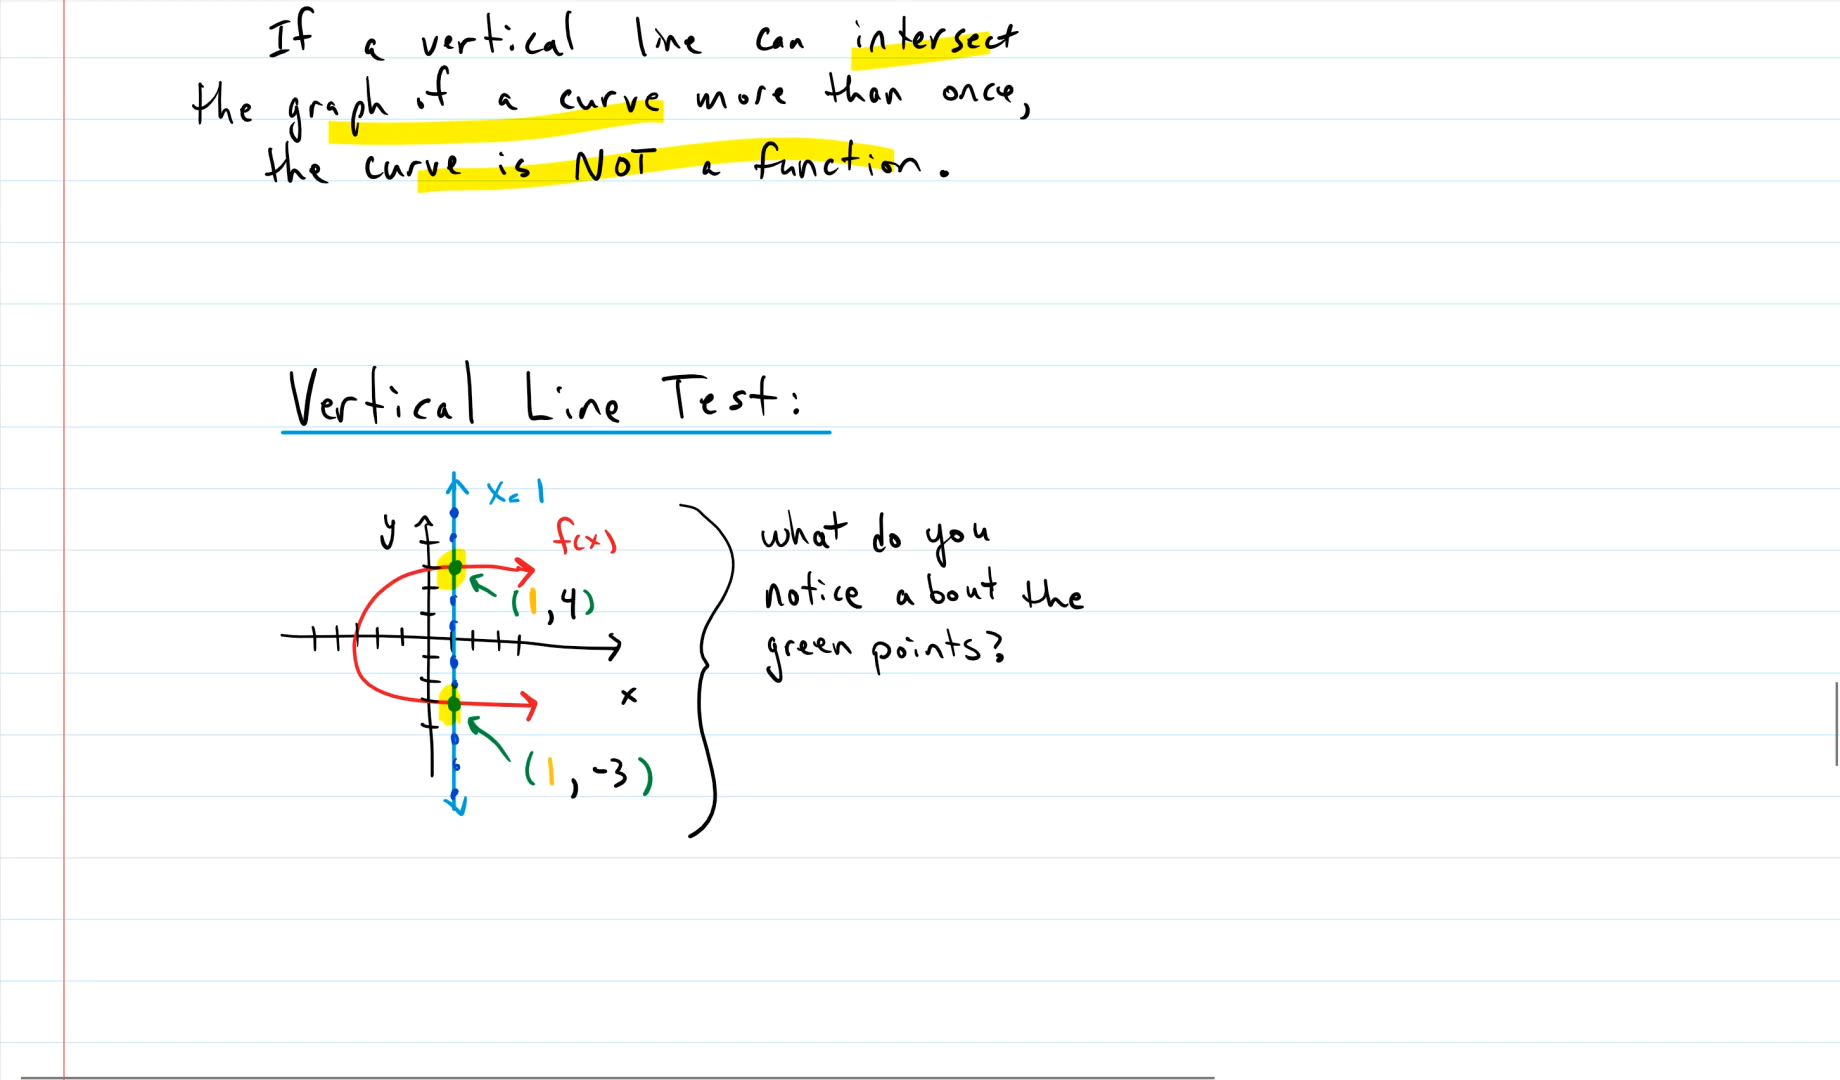 If a vertical line can intersect
the graph of a curve more than once,
the curve is NOT a function.
Vertical Line Test:
x=1
y
f(x)
(1,4)
x
(1,-3)
what do you
notice about the
green points?